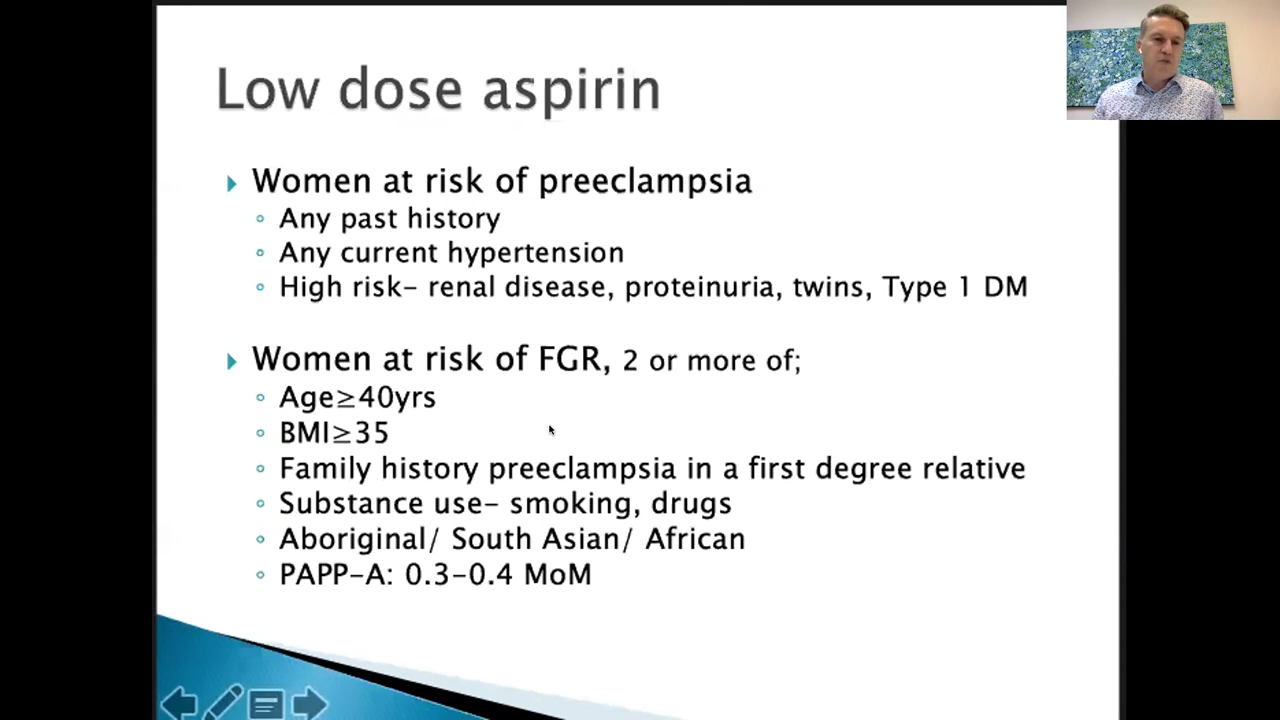 Low dose aspirin
Women at risk of preeclampsia
Any past history
Any current hypertension
High risk– renal disease, proteinuria, twins, Type 1 DM
Women at risk of FGR, 2 or more of;
Age≥40yrs
BMI≥35
Family history preeclampsia in a first degree relative
Substance use– smoking, drugs
Aboriginal/ South Asian/ African
PAPP–A: 0.3–0.4 MoM